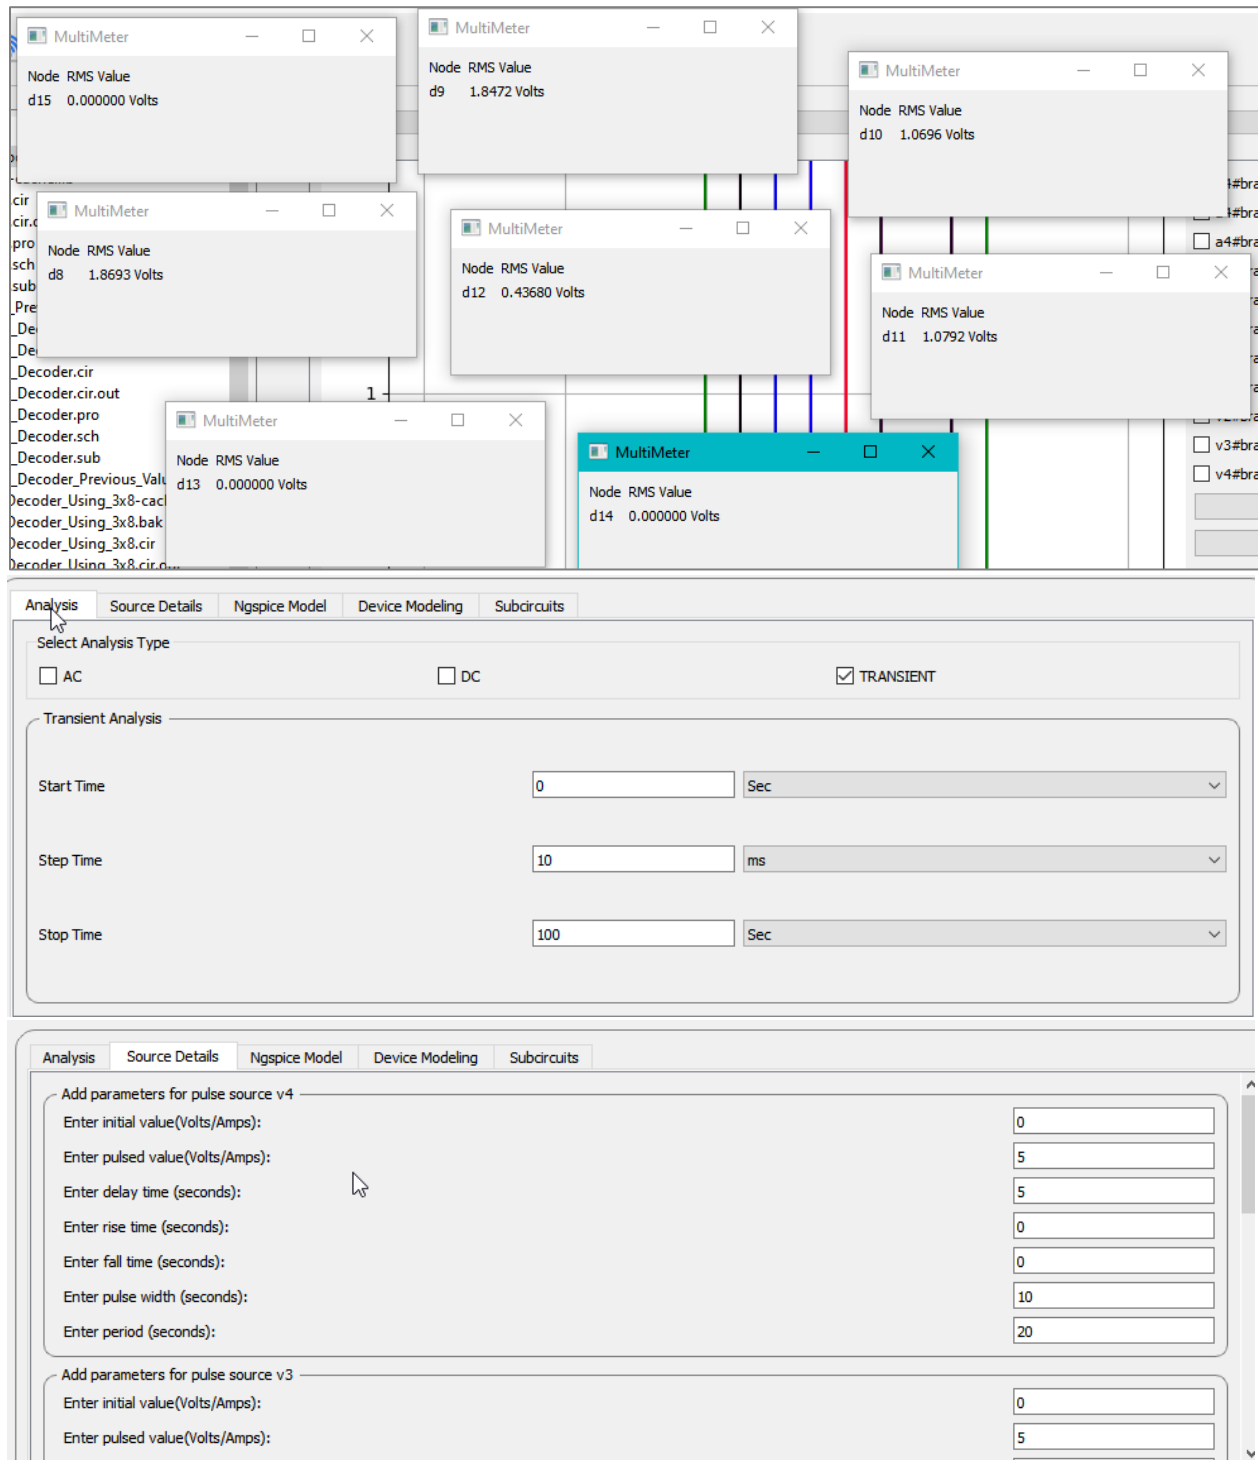 MultiMeter
Node RMS Value
d15 0.000000 Volts
MultiMeter
Node RMS Value
d9 1.8472 Volts
MultiMeter
Node RMS Value
d10 1.0696 Volts
MultiMeter
Node RMS Value
d8 1.8693 Volts
MultiMeter
Node RMS Value
d12 0.43680 Volts
MultiMeter
Node RMS Value
d11 1.0792 Volts
MultiMeter
Node RMS Value
d13 0.000000 Volts
MultiMeter
Node RMS Value
d14 0.000000 Volts
.cir
.pro
_Decoder.cir
_Decoder.cir.out
_Decoder.pro
_Decoder.sch
_Decoder.sub
_Decoder_Previous_Valu
Decoder_Using_3x8-cac
Decoder_Using_3x8.bak
Decoder_Using_3x8.cir
Decoder_Using_3x8.cir.ou
1
a4#bra
v3#bra
v4#bra
Analysis Source Details Ngspice Model Device Modeling Subcircuits
Select Analysis Type
AC DC TRANSIENT
Transient Analysis
Start Time 0 Sec
Step Time 10 ms
Stop Time 100 Sec
Analysis Source Details Ngspice Model Device Modeling Subcircuits
Add parameters for pulse source v4
Enter initial value(Volts/Amps): 0
Enter pulsed value(Volts/Amps): 5
Enter delay time (seconds): 5
Enter rise time (seconds): 0
Enter fall time (seconds): 0
Enter pulse width (seconds): 10
Enter period (seconds): 20
Add parameters for pulse source v3
Enter initial value(Volts/Amps): 0
Enter pulsed value(Volts/Amps): 5